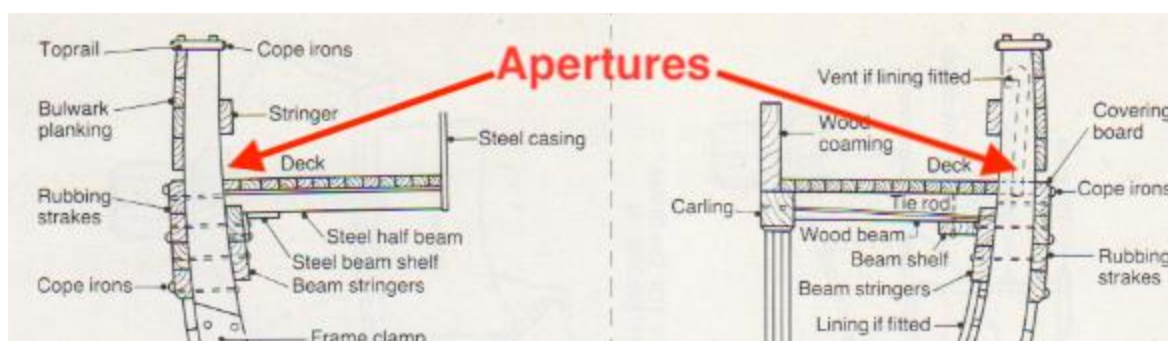 Toprail
Cope irons
Apertures
Vent if lining fitted
Bulwark
planking
Stringer
Steel casing
Wood
coaming
Covering
board
Deck
Deck
Rubbing
strakes
Cope irons
Carling
Tie rod
Steel half beam
Wood beam
Steel beam shelf
Beam shelf
Rubbing
strakes
Cope irons
Beam stringers
Beam stringers
Lining if fitted
Frame clamp